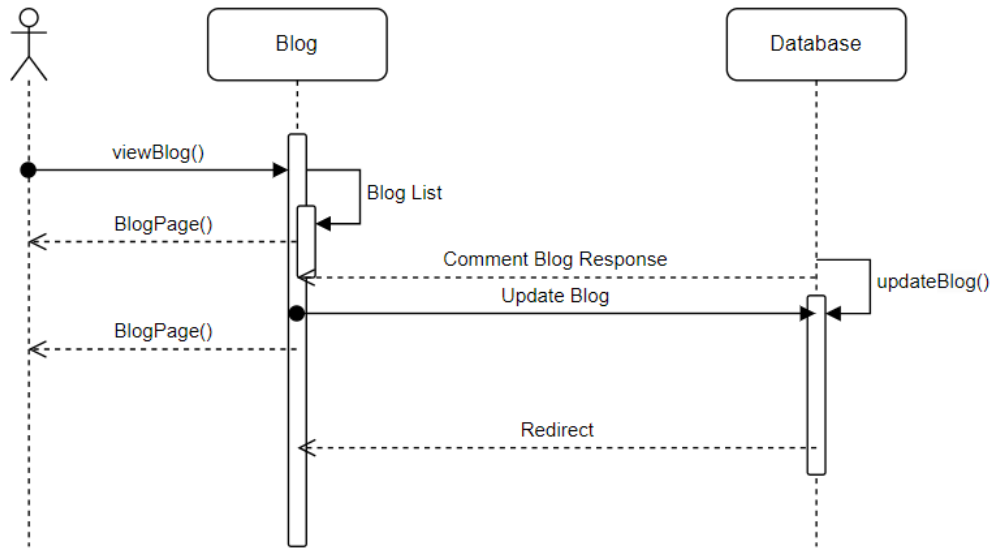 Blog
Database
viewBlog()
Blog List
BlogPage()
Comment Blog Response
updateBlog()
Update Blog
BlogPage()
Redirect